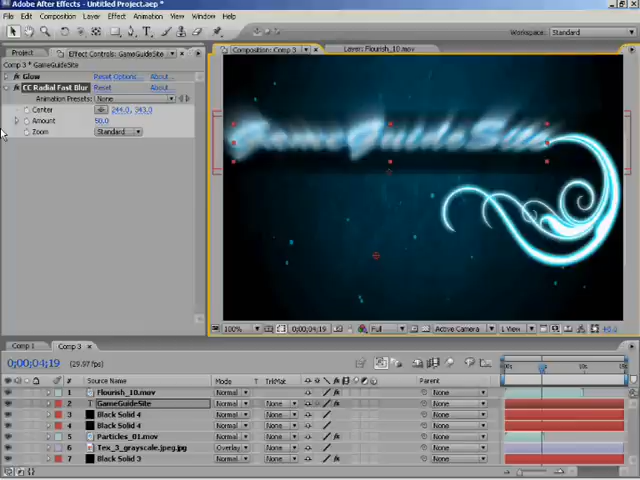 Adobe After Effects - Untitled Project.aep *
File Edit Composition Layer Effect Animation View Window Help
Workspace: Standard
Project Effect Controls: GameGuideSite
Composition: Comp 3 Layer: Flourish_10.mov
Comp 3 * GameGuideSite
Glow Reset Options... About...
CC Radial Fast Blur Reset About...
Animation Presets: None
Center 244.0, 343.0
Amount 50.0
Zoom Standard
GameGuideSite
100% 0;00;04;19 Full Active Camera 1 View
Comp 1 Comp 3
0;00;04;19 (29.97 fps)
# Source Name Mode T TrkMat Parent
1 Flourish_10.mov Normal None
2 GameGuideSite Normal None None
3 Black Solid 4 Normal None None
4 Black Solid 4 Normal None None
5 Particles_01.mov Normal None None
6 Tex_3_grayscale.jpeg.jpg Overlay None None
7 Black Solid 3 Normal None None